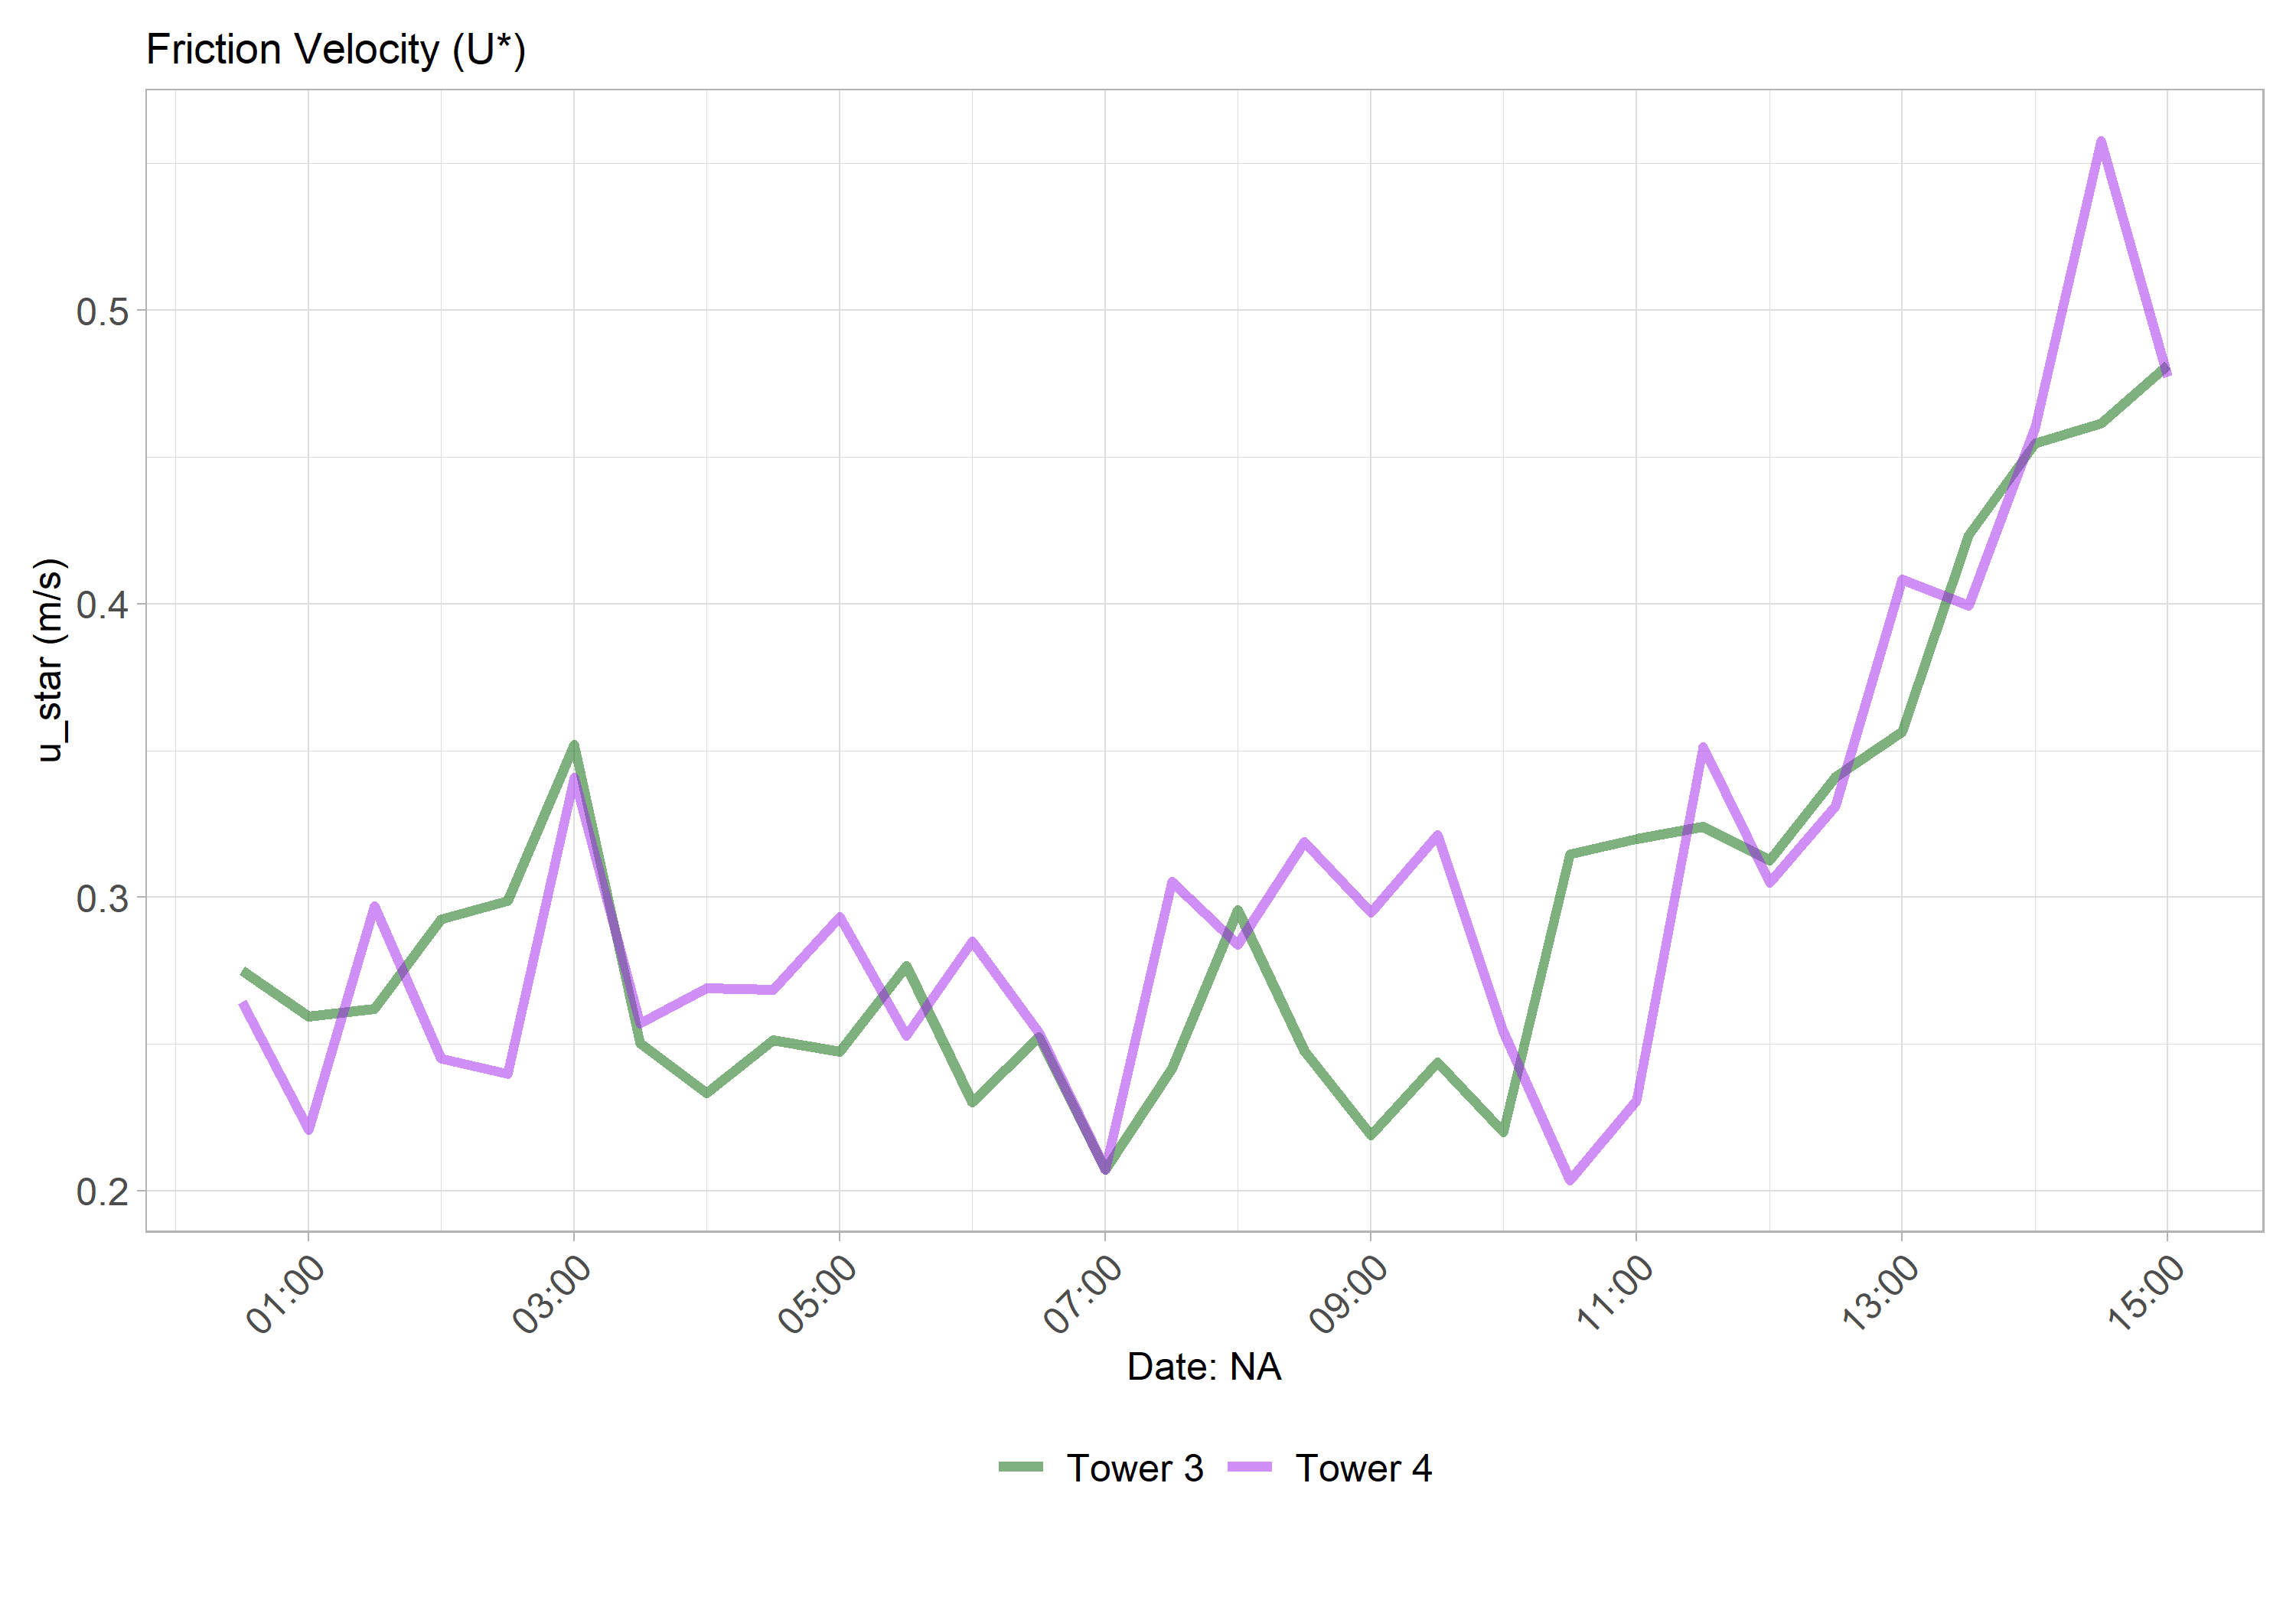 Friction Velocity (U*)
u_star (m/s)
0.5
0.4
0.3
0.2
01:00 03:00 05:00 07:00 09:00 11:00 13:00 15:00
Date: NA
Tower 3 Tower 4